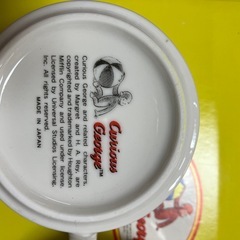 Curious
George™
Curious George and related characters,
created by Margret and H. A. Rey, are
copyrighted and trademarked by Houghton
Mifflin Company and used under license.
Licensed by Universal Studios Licensing,
Inc. All rights reserved.
MADE IN JAPAN